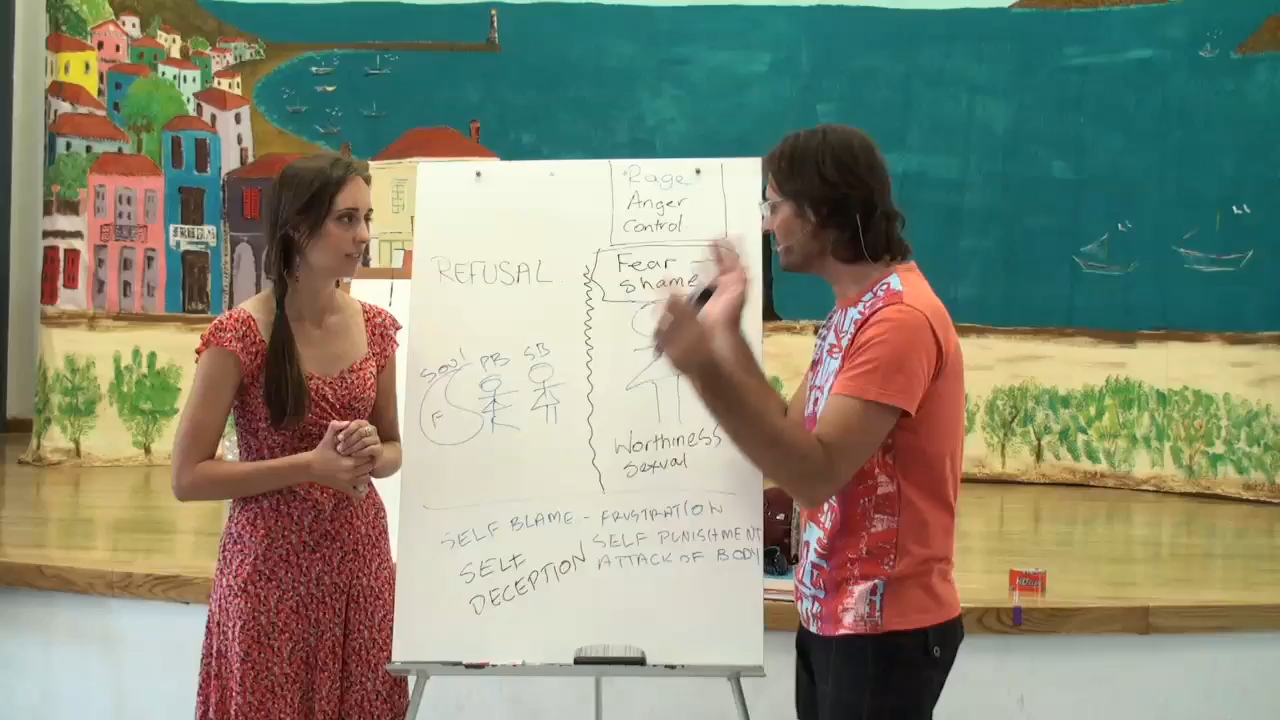 Rage
Anger
Control
Fear -
Shame
REFUSAL
Soul PB SB
F
Worthiness
Sexual
SELF BLAME - FRUSTRATION
SELF PUNISHMENT
ATTACK OF BODY
SELF
DECEPTION